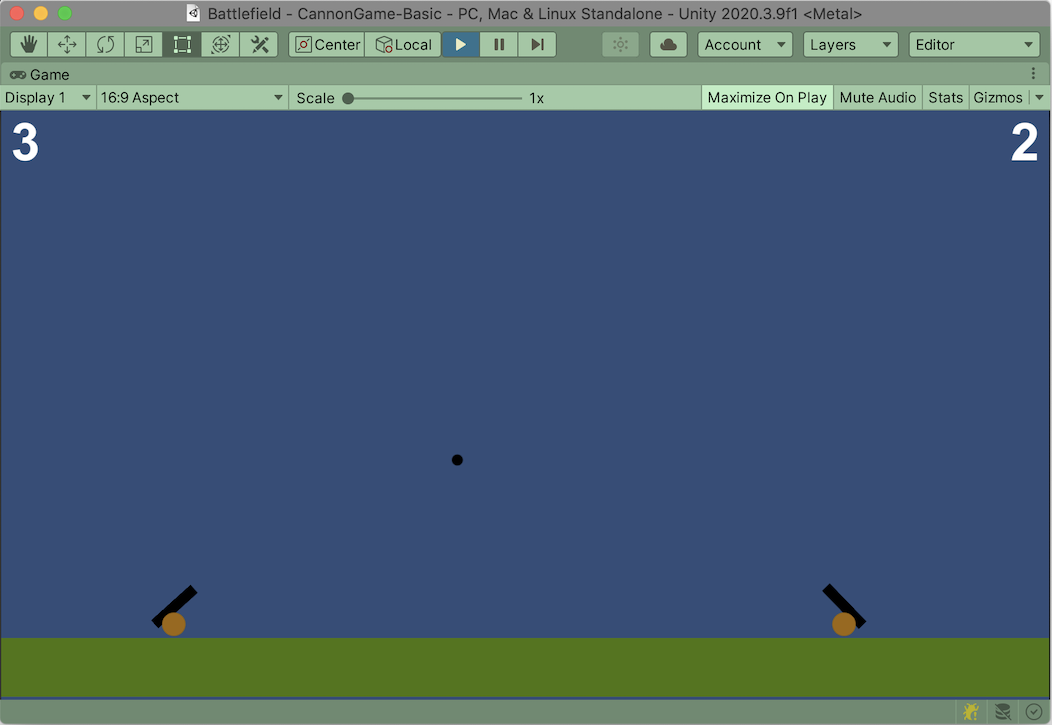 Battlefield - CannonGame-Basic - PC, Mac & Linux Standalone - Unity 2020.3.9f1 <Metal>
Center Local Account Layers Editor
Game
Display 1 16:9 Aspect Scale 1x Maximize On Play Mute Audio Stats Gizmos
3 2